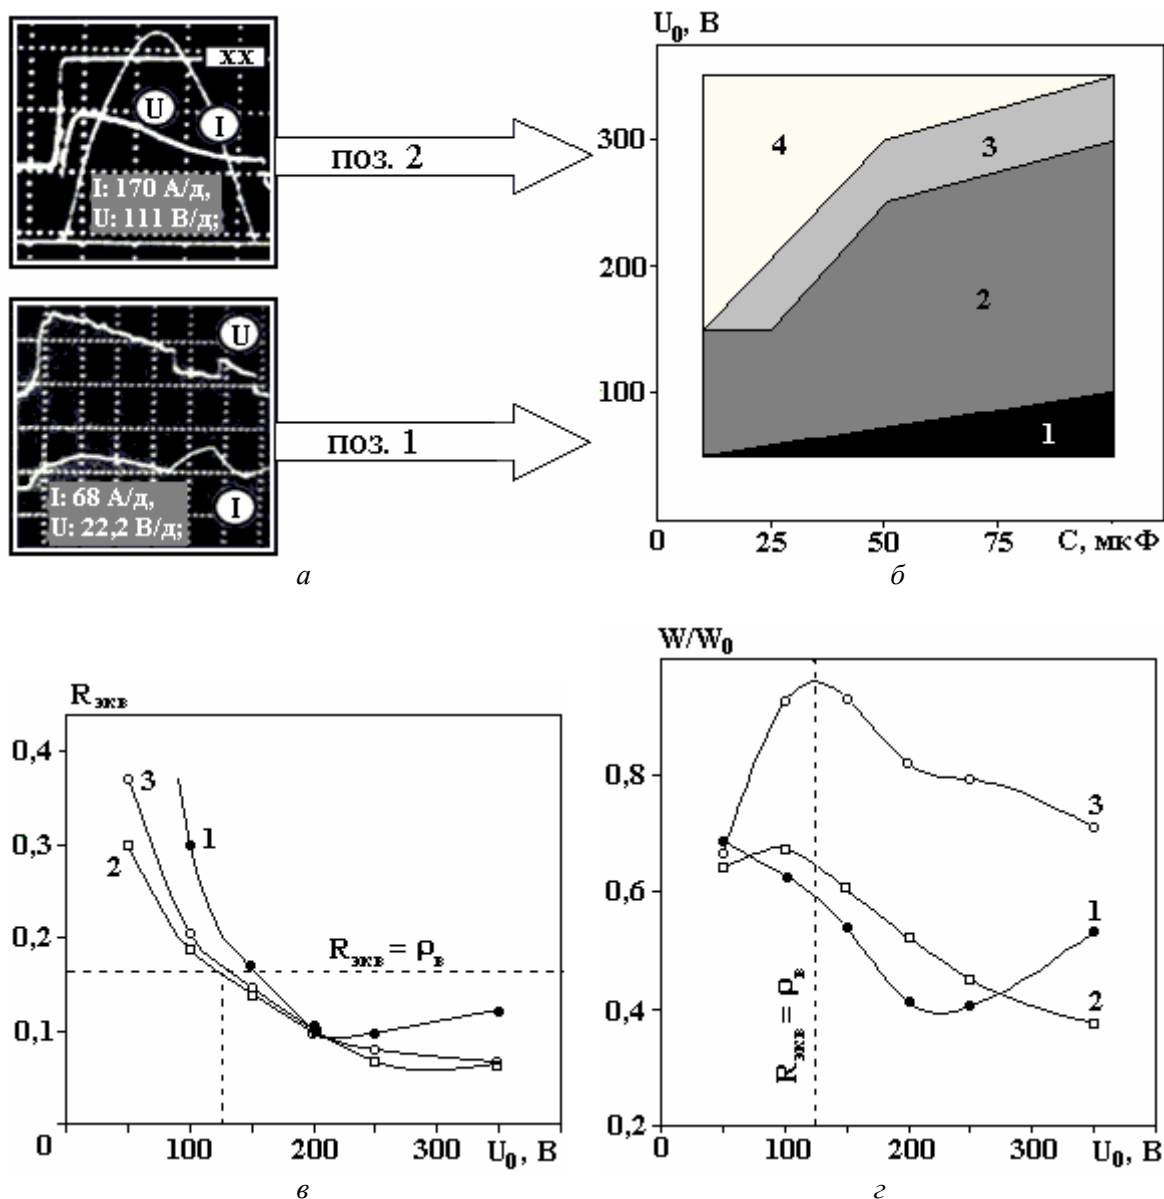 xx
U
I
I: 170 А/д,
U: 111 В/д;
поз. 2
U
I: 68 А/д,
U: 22,2 В/д;
I
поз. 1
а
U₀, В
300
200
100
4
3
2
1
0 25 50 75 С, мкФ
б
Rэкв
0,4
0,3
0,2
0,1
3
1
2
Rэкв = ρв
0 100 200 300 U₀, В
в
W/W₀
0,8
0,6
0,4
0,2
3
1
2
Rэкв = ρв
0 100 200 300 U₀, В
г